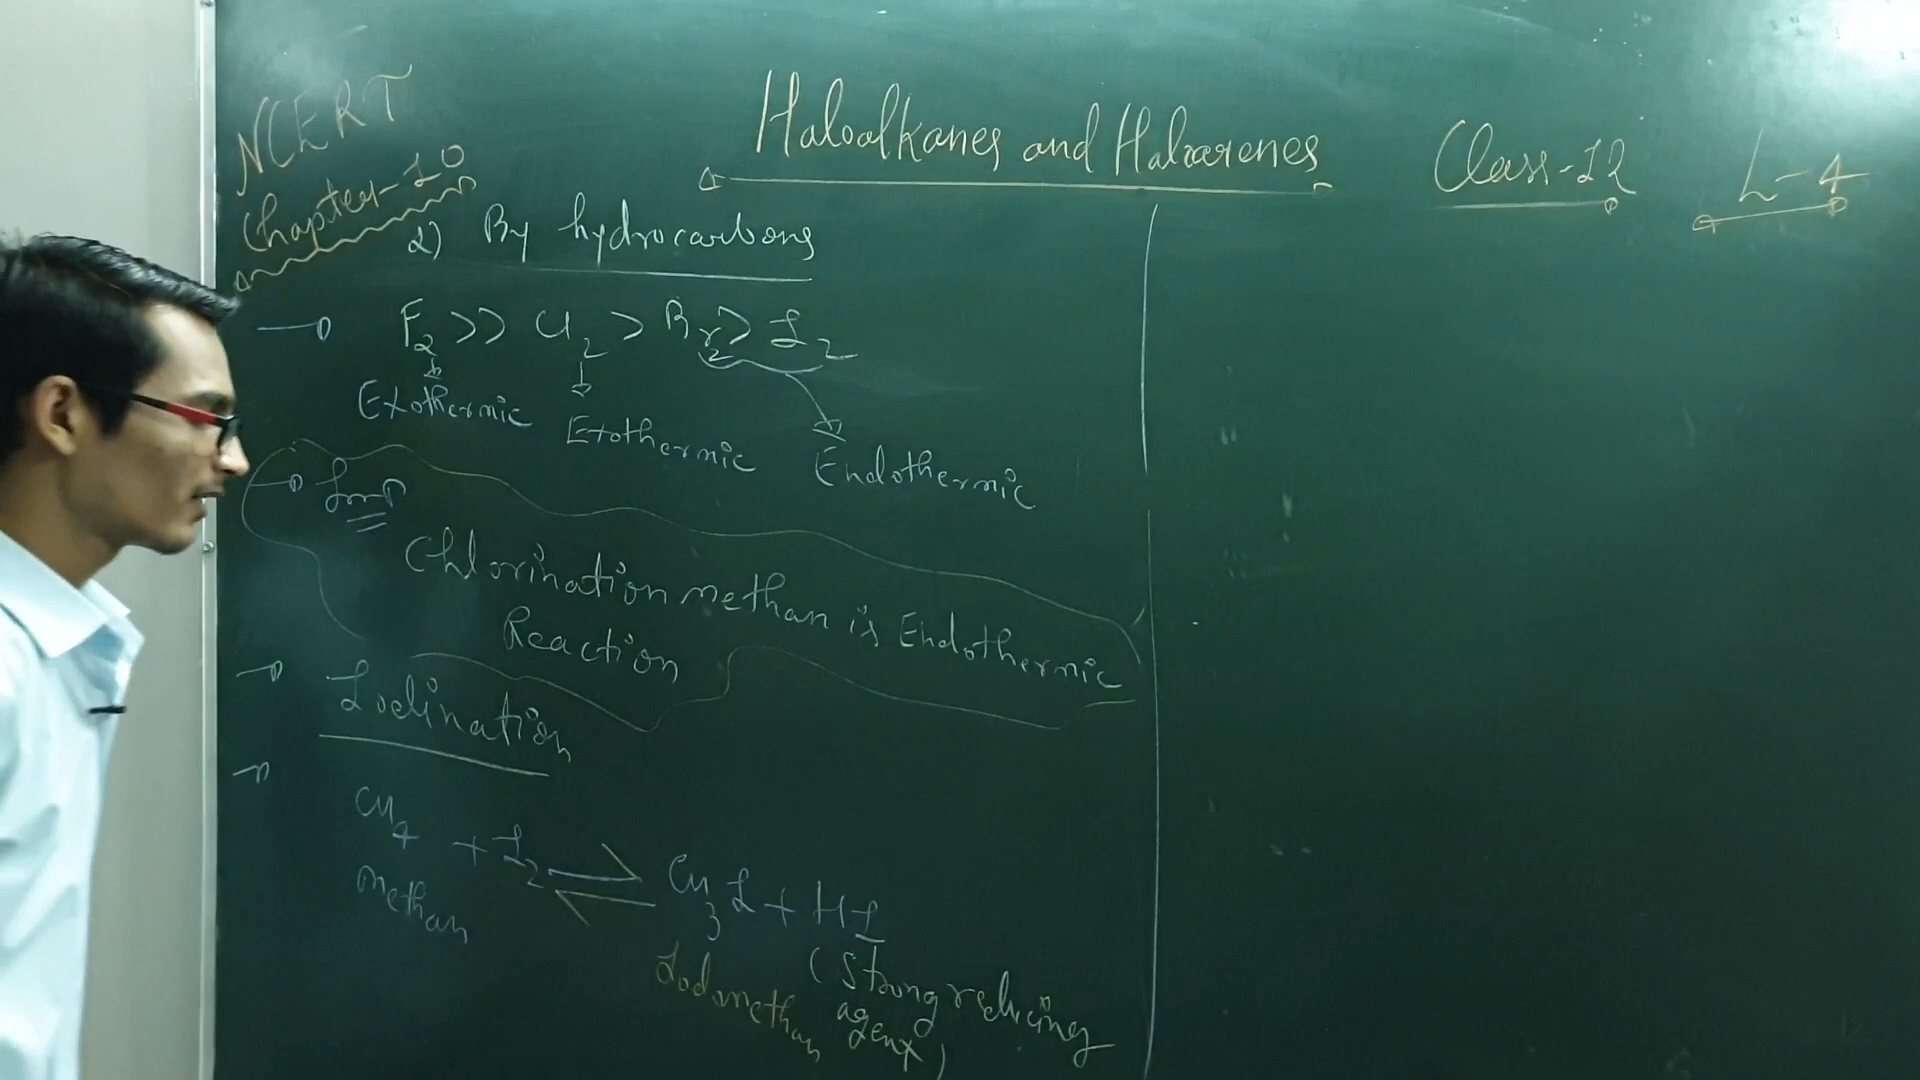 NCERT
Chapter-10
Haloalkanes and Haloarenes
Class-12
L-4
2) By hydrocarbons
F2 >> Cl2 > Br2 > I2
Exothermic
Exothermic
Endothermic
Imp
Chlorination methan is Endothermic
Reaction
Iodination
CH4 + I2 ⇌ CH3I + HI
methan
Iodomethan
(Strong reducing
agent)